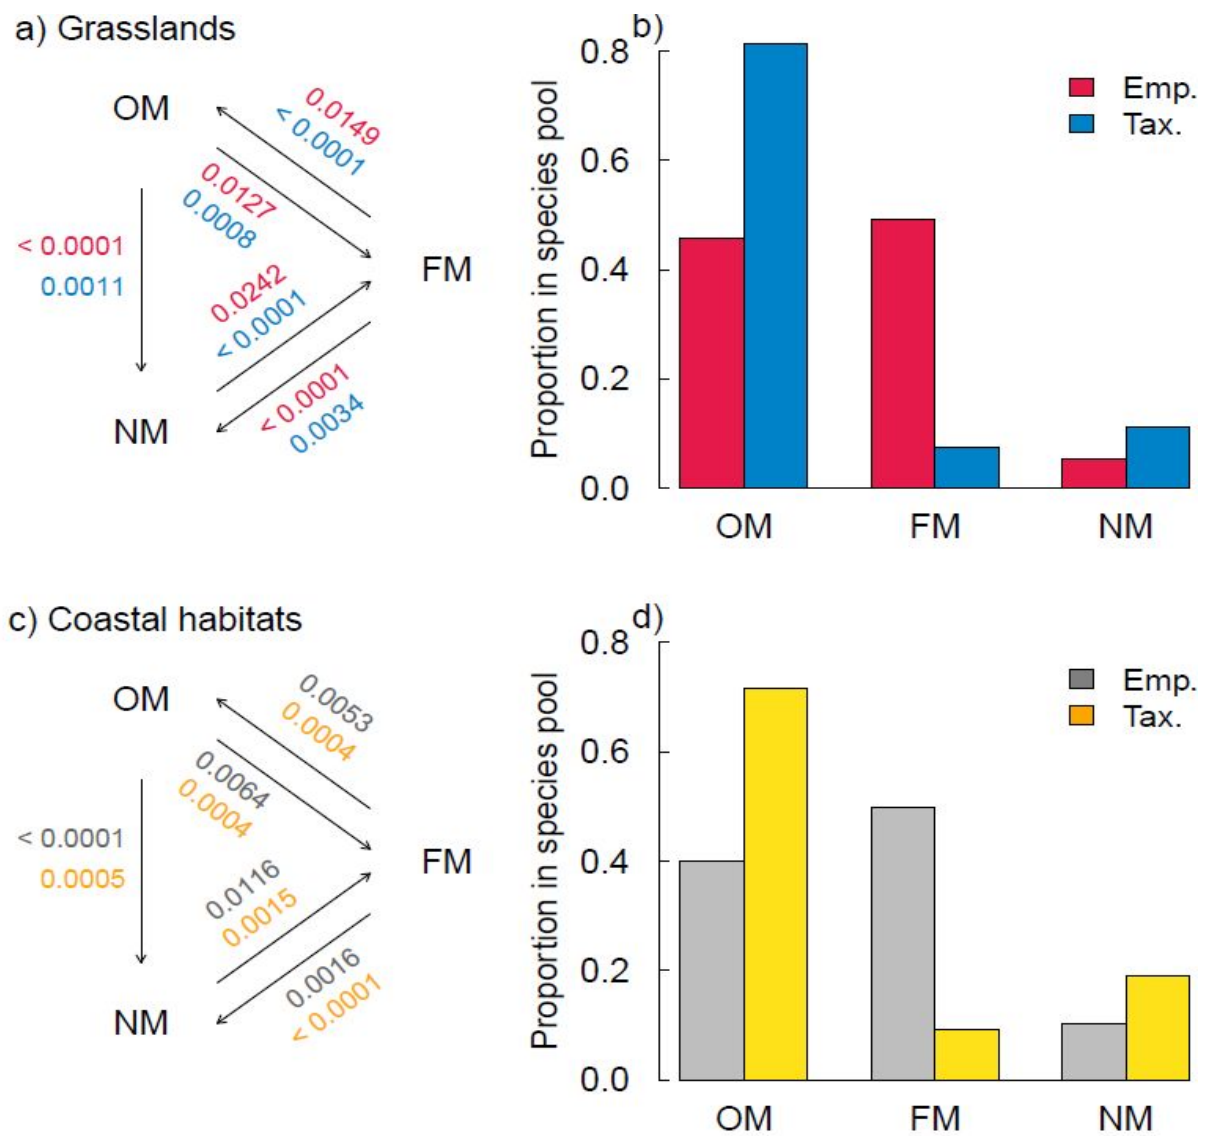 a) Grasslands
OM
FM
NM
0.0149
< 0.0001
0.0127
0.0008
< 0.0001
0.0011
0.0242
< 0.0001
< 0.0001
0.0034
b)
Proportion in species pool
0.8
0.6
0.4
0.2
0.0
OM
FM
NM
Emp.
Tax.
c) Coastal habitats
OM
FM
NM
0.0053
0.0004
0.0064
0.0004
< 0.0001
0.0005
0.0116
0.0015
0.0016
< 0.0001
d)
Proportion in species pool
0.8
0.6
0.4
0.2
0.0
OM
FM
NM
Emp.
Tax.